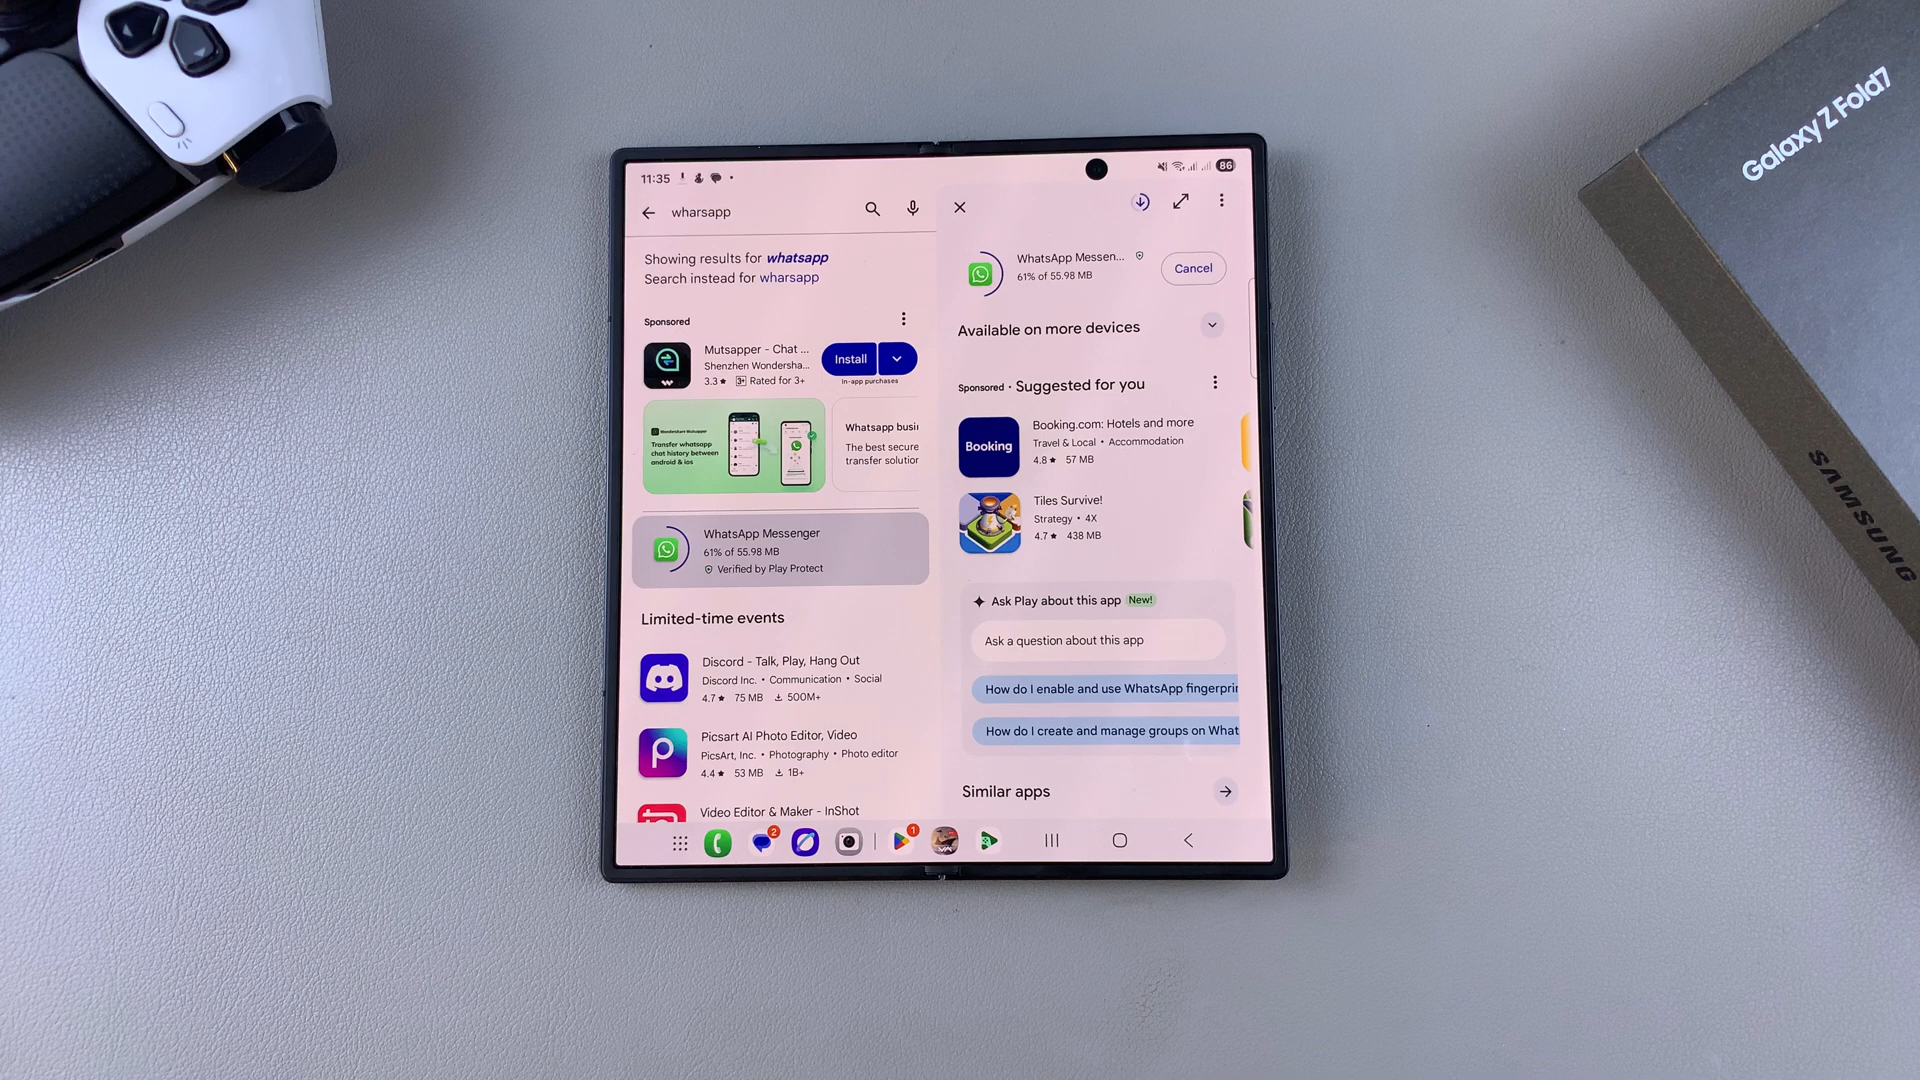 Galaxy Z Fold7
SAMSUNG
11:35
86
wharsapp
Showing results for whatsapp
Search instead for wharsapp
Sponsored
Mutsapper - Chat ...
Shenzhen Wondersha...
3.3★ 3+ Rated for 3+
Install
In-app purchases
Wondershare Mutsapper
Transfer whatsapp
chat history between
android & ios
Whatsapp busi
The best secure
transfer solution
WhatsApp Messenger
61% of 55.98 MB
Verified by Play Protect
Limited-time events
Discord - Talk, Play, Hang Out
Discord Inc. • Communication • Social
4.7★ 75 MB 500M+
Picsart AI Photo Editor, Video
PicsArt, Inc. • Photography • Photo editor
4.4★ 53 MB 1B+
Video Editor & Maker - InShot
WhatsApp Messen...
61% of 55.98 MB
Cancel
Available on more devices
Sponsored · Suggested for you
Booking
Booking.com: Hotels and more
Travel & Local • Accommodation
4.8★ 57 MB
Tiles Survive!
Strategy • 4X
4.7★ 438 MB
Ask Play about this app New!
Ask a question about this app
How do I enable and use WhatsApp fingerprin
How do I create and manage groups on What
Similar apps
2
1